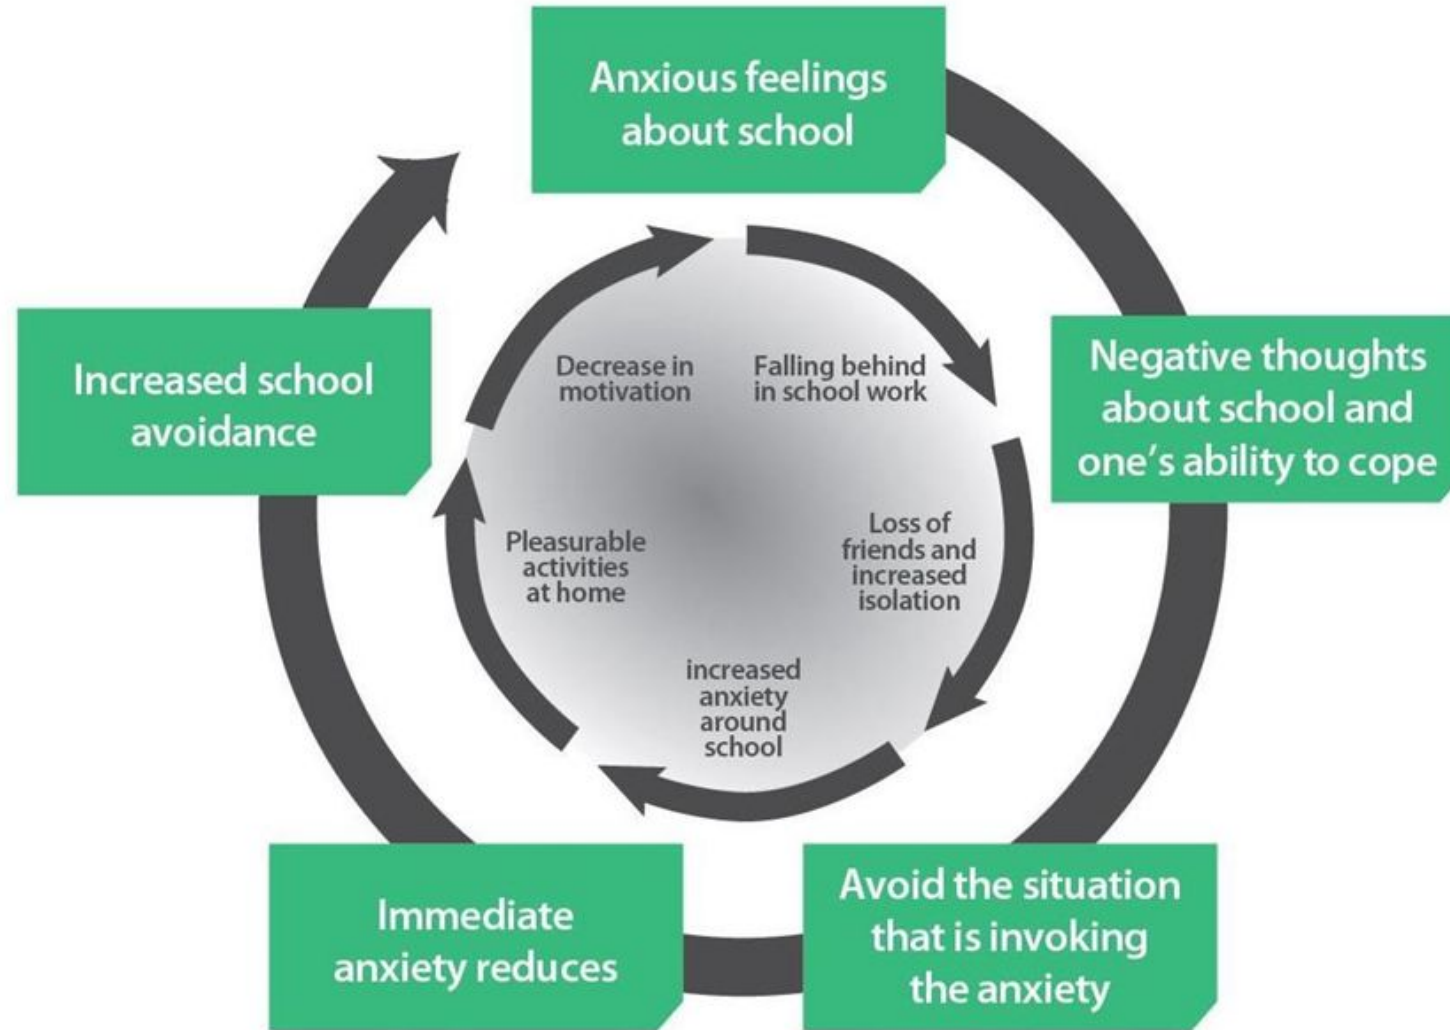 Anxious feelings
about school
Negative thoughts
about school and
one's ability to cope
Avoid the situation
that is invoking
the anxiety
Immediate
anxiety reduces
Increased school
avoidance
Falling behind
in school work
Loss of
friends and
increased
isolation
increased
anxiety
around
school
Pleasurable
activities
at home
Decrease in
motivation